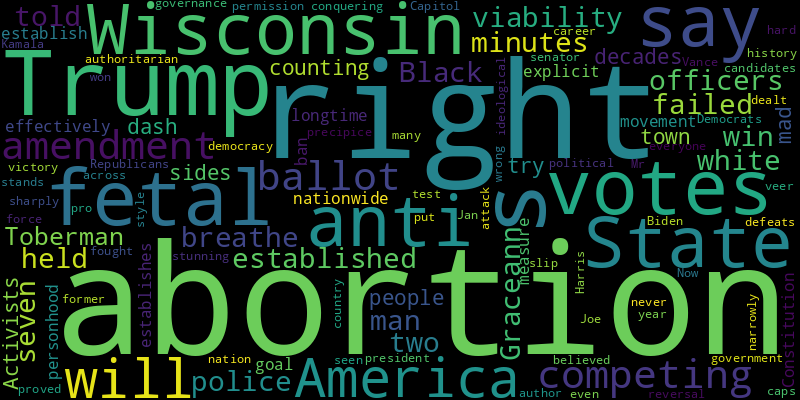 governance permission conquering Capitol
told Wisconsin viability say
establish career hard
Kamala minutes
authoritarian counting Black senator decades Vance history
Trump right explicit officers candidates
won ideological
longtime failed dealt
effectively dash precipice many movement Democrats mad
amendment democracy ban town win everyone
victory Republicans sides ballot wrong try political Mr white
stands across
fetal nationwide test anti put Jan attack s votes veer
sharply pro style
force Biden defeats
Toberman fought breathe measure State
held stunning established Graceanne slip
Activists seven personhood establishes abortion country people Harris Now
former man Joe never year narrowly Constitution
two
nation goal seen president believed government
will police America author competing
proved even reversal caps